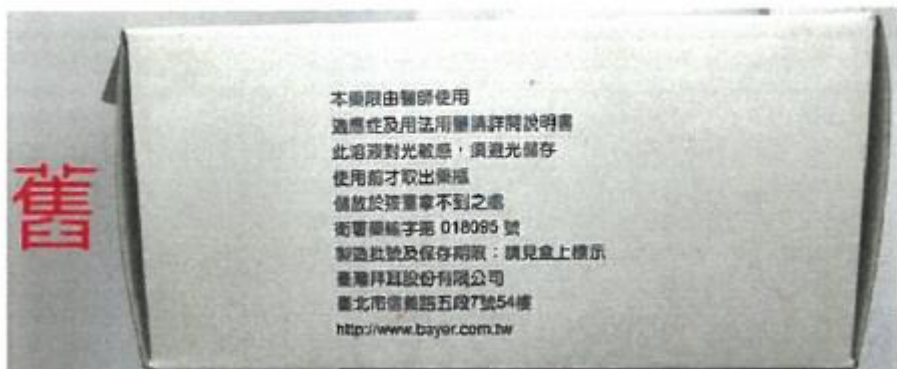 舊
本藥限由醫師使用
適應症及用法用量請詳閱說明書
此溶液對光敏感，須避光儲存
使用前才取出藥瓶
儲放於孩童拿不到之處
衛署藥輸字第 018095 號
製造批號及保存期限：請見盒上標示
臺灣拜耳股份有限公司
臺北市信義路五段7號54樓
http://www.bayer.com.tw